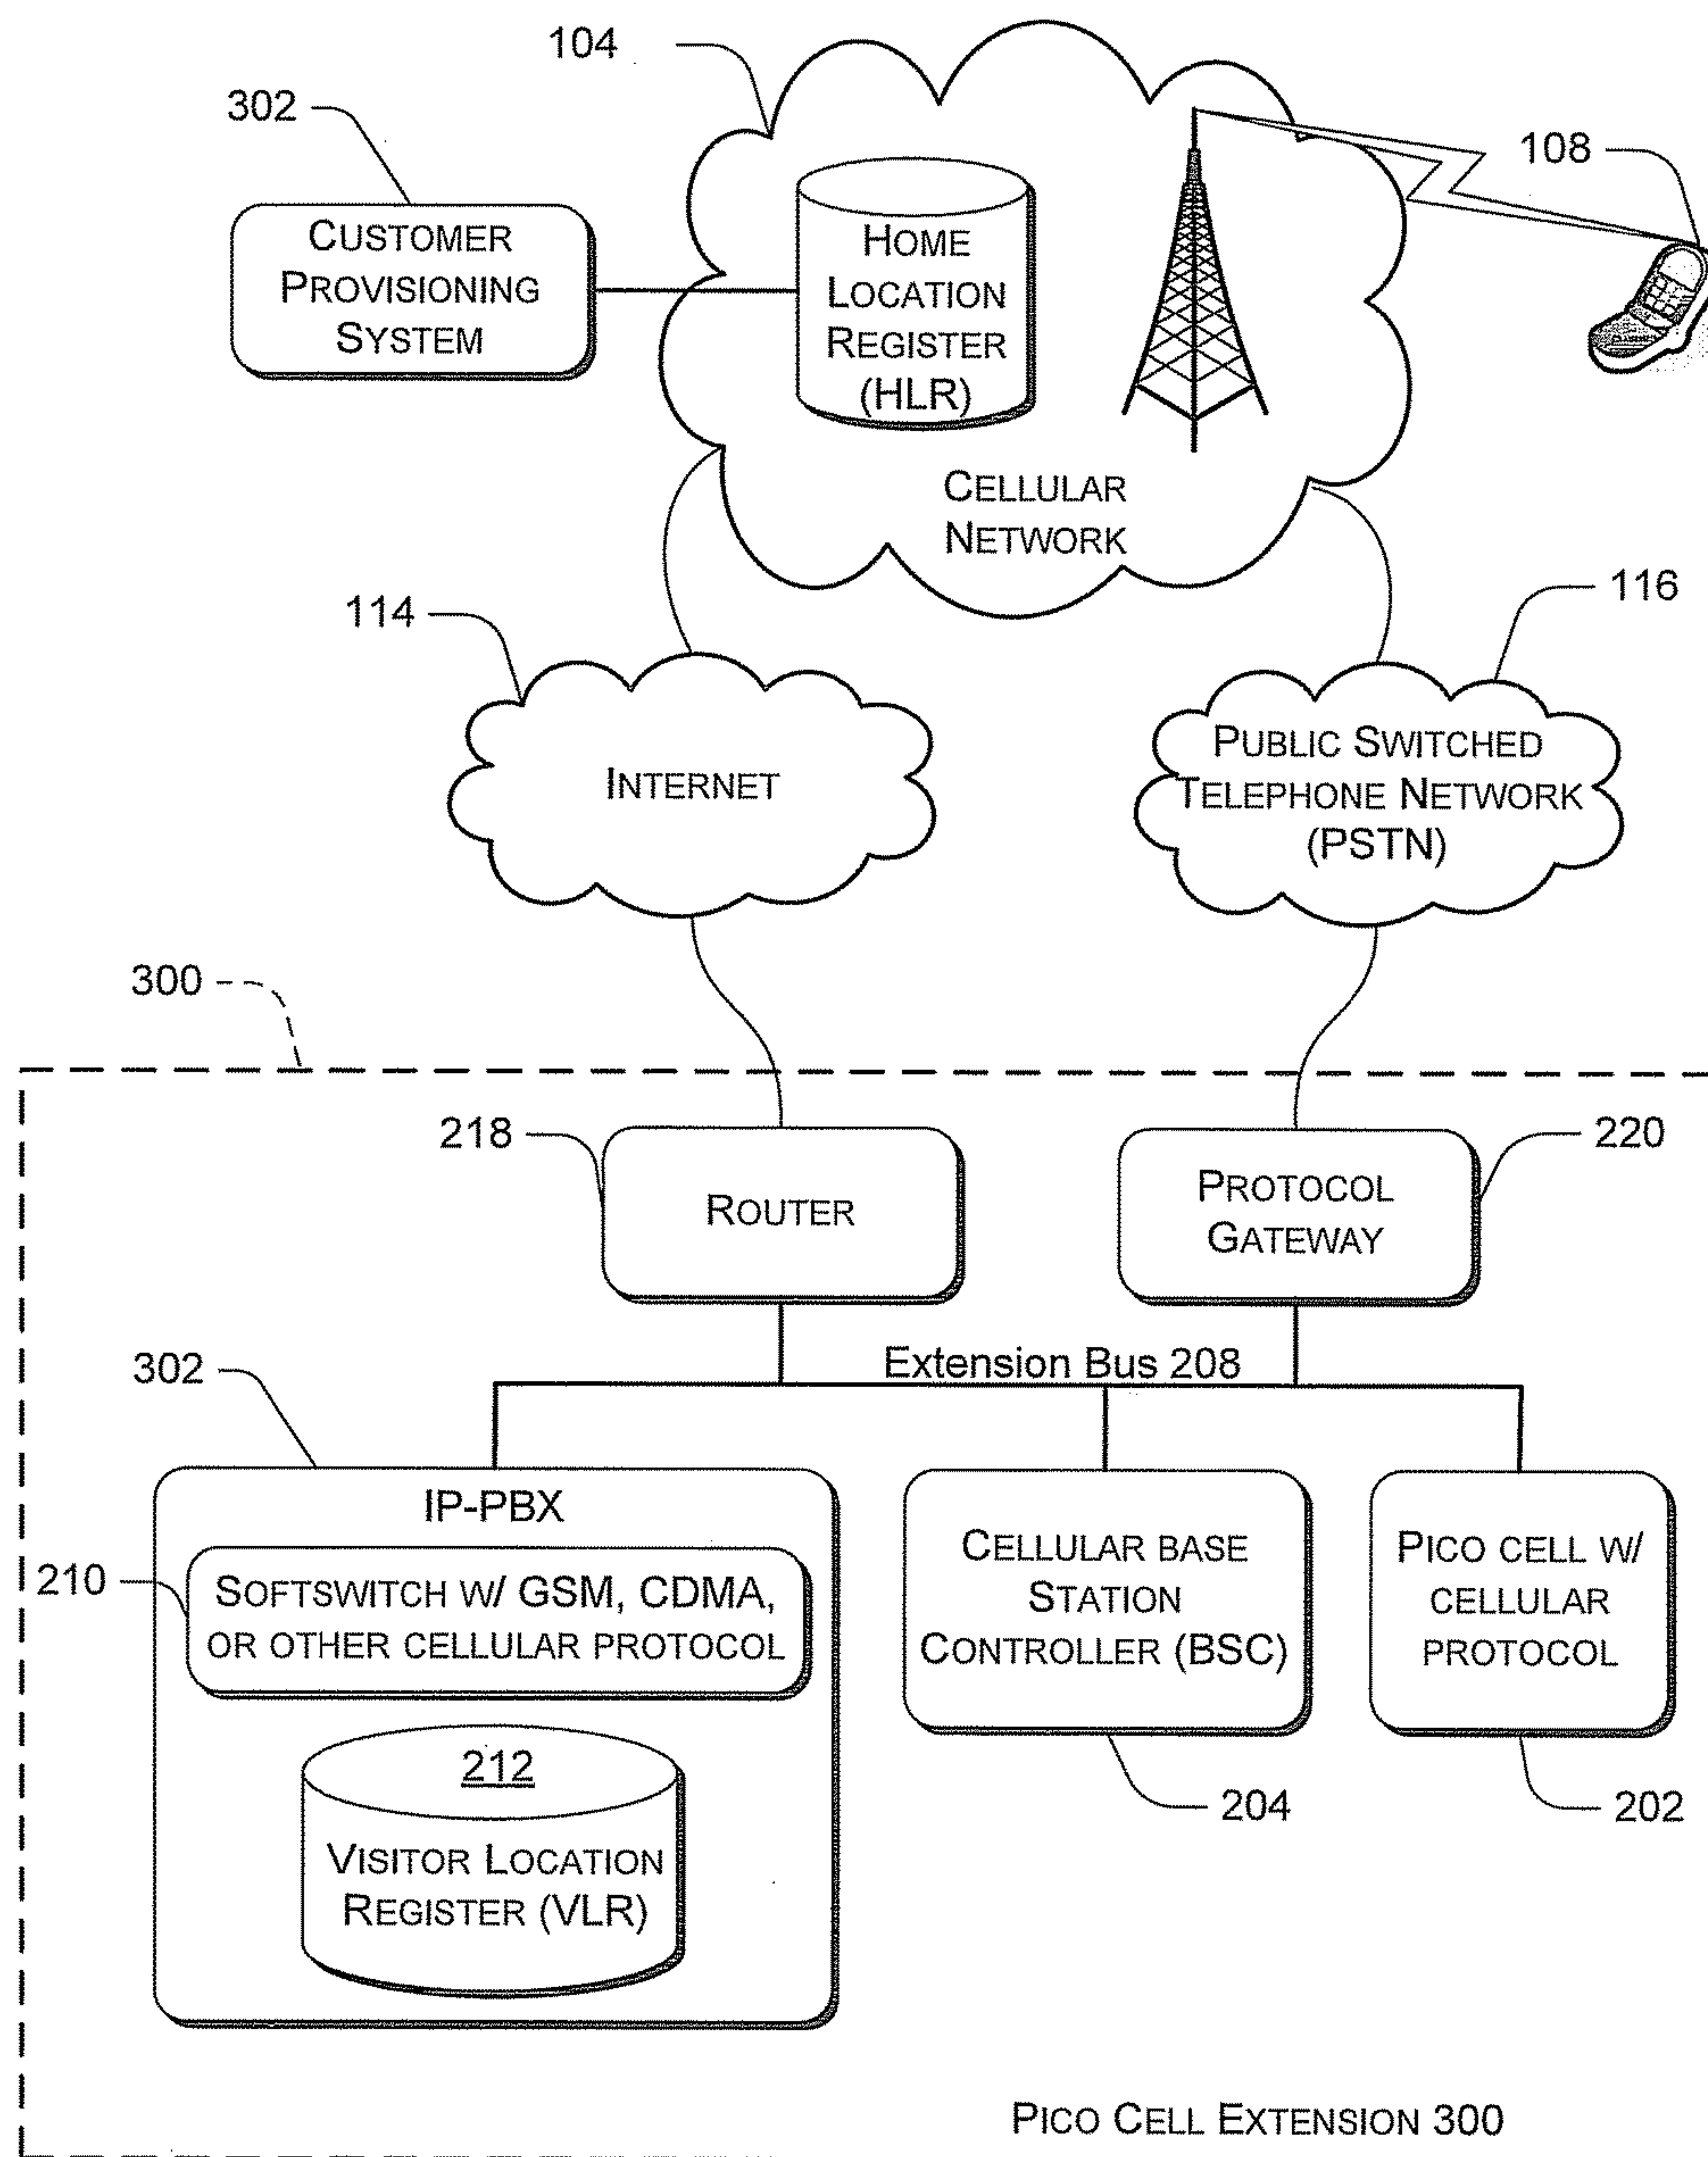 104
302
108
CUSTOMER
PROVISIONING
SYSTEM
HOME
LOCATION
REGISTER
(HLR)
CELLULAR
NETWORK
114
116
INTERNET
PUBLIC SWITCHED
TELEPHONE NETWORK
(PSTN)
300
218
220
ROUTER
PROTOCOL
GATEWAY
302
Extension Bus 208
IP-PBX
210
SOFTSWITCH W/ GSM, CDMA,
OR OTHER CELLULAR PROTOCOL
CELLULAR BASE
STATION
CONTROLLER (BSC)
PICO CELL W/
CELLULAR
PROTOCOL
212
VISITOR LOCATION
REGISTER (VLR)
204
202
PICO CELL EXTENSION 300